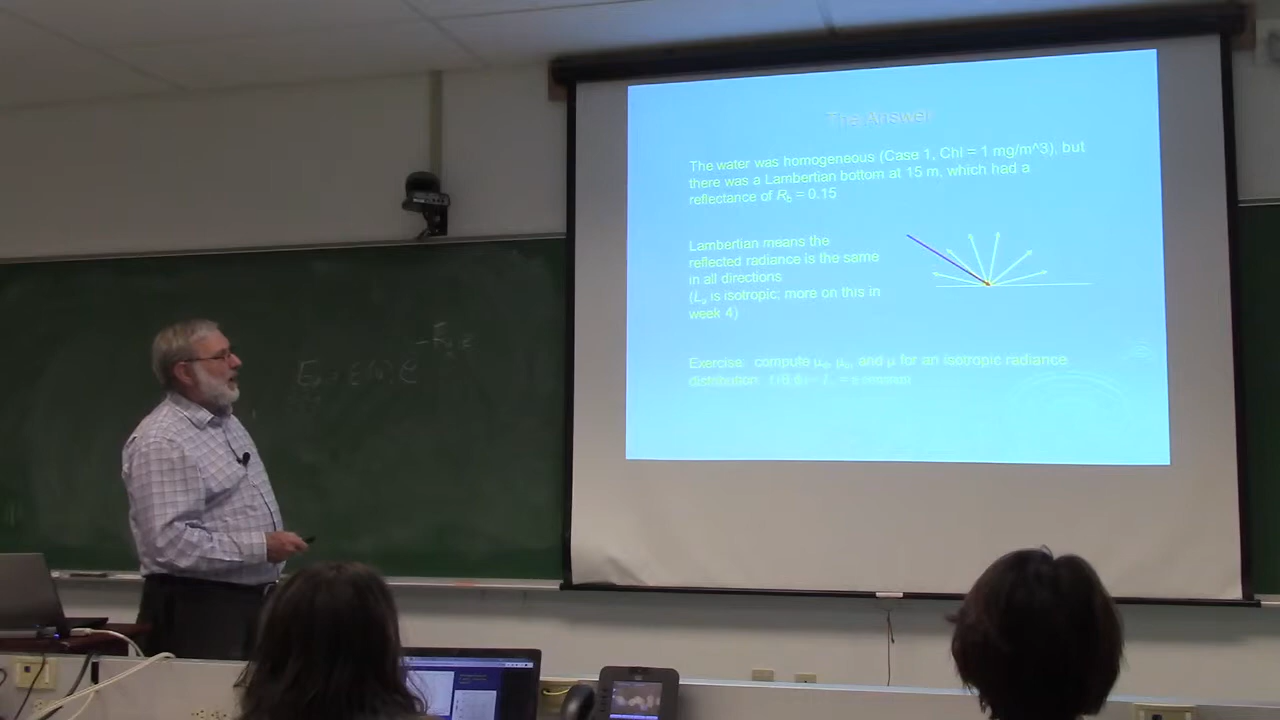 The Answer
The water was homogeneous (Case 1, Chl = 1 mg/m^3), but
there was a Lambertian bottom at 15 m, which had a
reflectance of Rb = 0.15
Lambertian means the
reflected radiance is the same
in all directions
(Lu is isotropic; more on this in
week 4)
Exercise: compute μd, μu, and μ for an isotropic radiance
distribution: